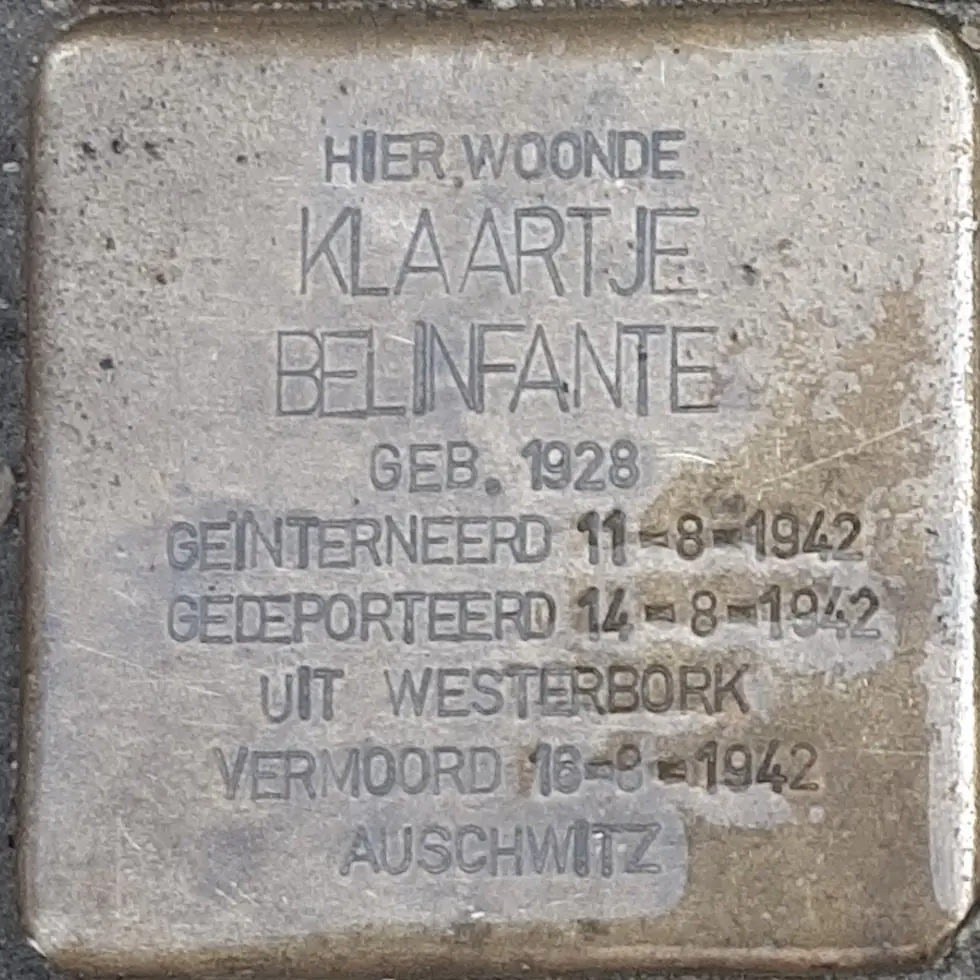 HIER WOONDE
KLAARTJE
BELINFANTE
GEB. 1928
GEÏNTERNEERD 11-8-1942
GEDEPORTEERD 14-8-1942
UIT WESTERBORK
VERMOORD 16-8-1942
AUSCHWITZ